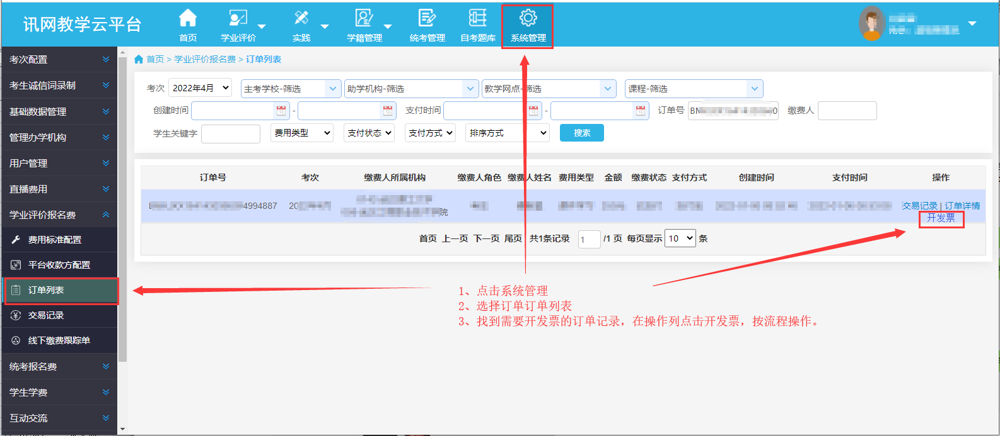 讯网教学云平台
首页 学业评价 实践 学籍管理 统考管理 自考题库 系统管理
考次配置
考生诚信词录制
基础数据管理
管理办学机构
用户管理
直播费用
学业评价报名费
费用标准配置
平台收款方配置
订单列表
交易记录
线下缴费跟踪单
统考报名费
学生学费
互动交流
首页 > 学业评价报名费 > 订单列表
考次 2022年4月 主考学校-筛选 助学机构-筛选 教学网点-筛选 课程-筛选
创建时间 - 支付时间 - 订单号 缴费人
学生关键字 费用类型 支付状态 支付方式 排序方式 搜索
订单号 考次 缴费人所属机构 缴费人角色 缴费人姓名 费用类型 金额 缴费状态 支付方式 创建时间 支付时间 操作
4994887 20 院 交易记录 | 订单详情
开发票
首页 上一页 下一页 尾页 共1条记录 1 /1 页 每页显示 10 条
1、点击系统管理
2、选择订单订单列表
3、找到需要开发票的订单记录，在操作列点击开发票，按流程操作。